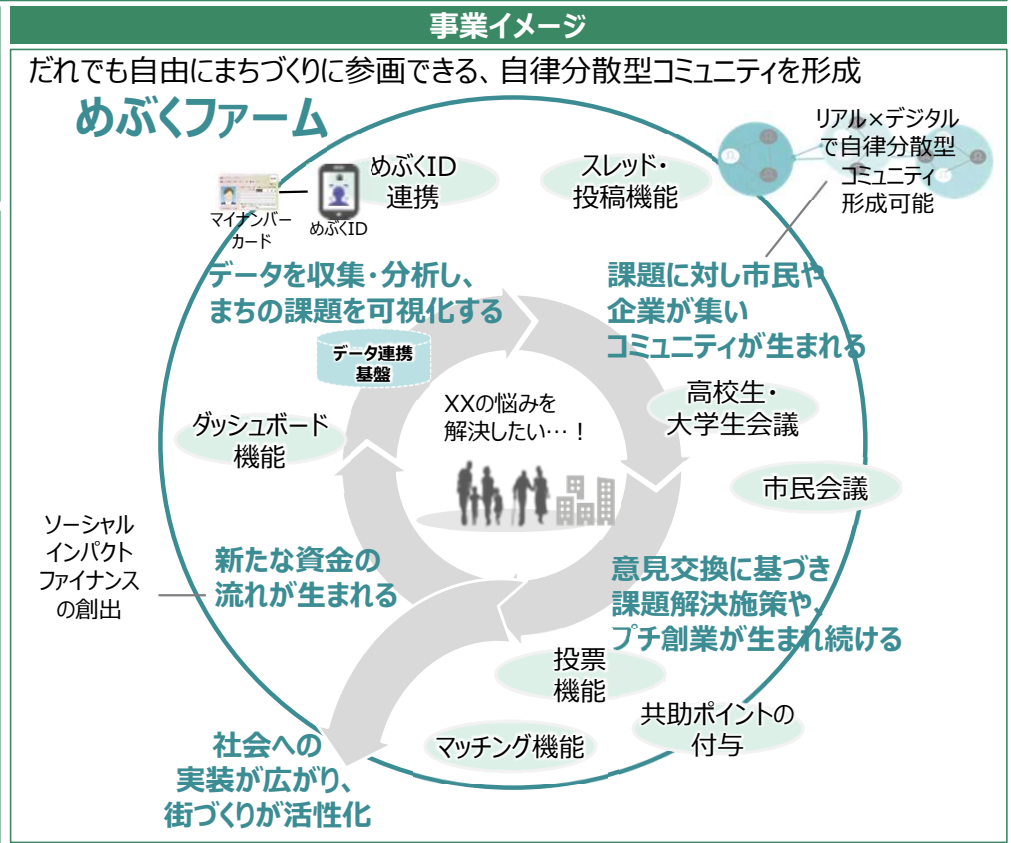 事業イメージ
だれでも自由にまちづくりに参画できる、自律分散型コミュニティを形成
めぶくファーム
マイナンバー
カード
めぶくID
めぶくID
連携
スレッド・
投稿機能
リアル×デジタル
で自律分散型
コミュニティ
形成可能
データを収集・分析し、
まちの課題を可視化する
データ連携
基盤
課題に対し市民や
企業が集い
コミュニティが生まれる
XXの悩みを
解決したい…！
高校生・
大学生会議
市民会議
ダッシュボード
機能
ソーシャル
インパクト
ファイナンス
の創出
新たな資金の
流れが生まれる
意見交換に基づき
課題解決施策や、
プチ創業が生まれ続ける
投票
機能
共助ポイントの
付与
マッチング機能
社会への
実装が広がり、
街づくりが活性化